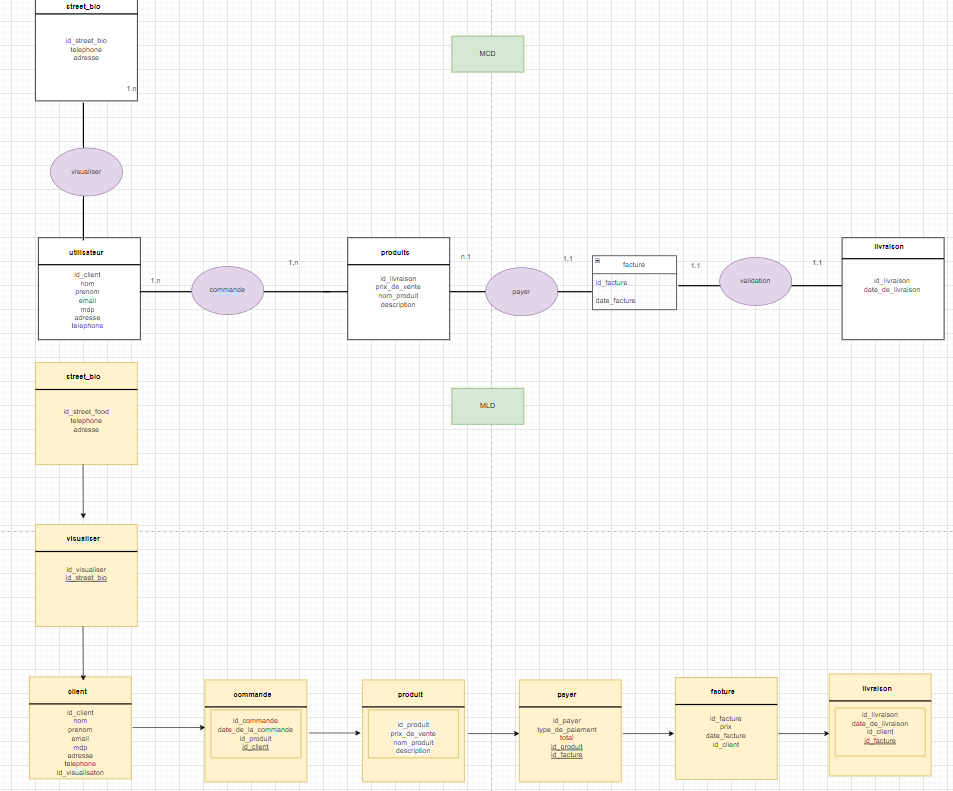 street_bio
id_street_bio
telephone
adresse
1.n
MCD
visualiser
utilisateur
id_client
nom
prenom
email
mdp
adresse
telephone
1.n
commande
1,n
produits
id_livraison
prix_de_vente
nom_produit
description
n.1
payer
1,1
facture
id_facture
date_facture
1.1
validation
1.1
livraison
id_livraison
date_de_livraison
street_bio
id_street_food
telephone
adresse
MLD
visualiser
id_visualiser
id_street_bio
client
id_client
nom
prenom
email
mdp
adresse
telephone
id_visualisaton
commande
id_commande
date_de_la_commande
id_produit
id_client
produit
id_produit
prix_de_vente
nom_produit
description
payer
id_payer
type_de_paiement
total
id_produit
id_facture
facture
id_facture
prix
date_facture
id_client
livraison
id_livraison
date_de_livraison
id_client
id_facture